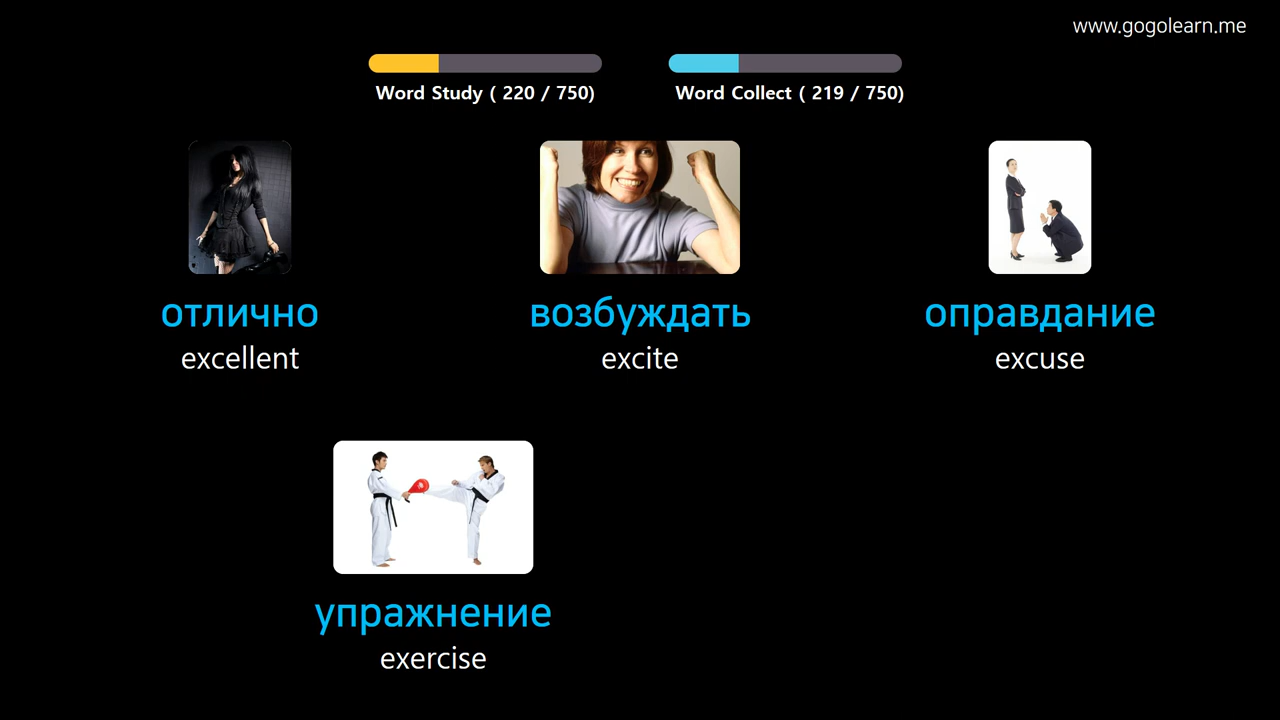 www.gogolearn.me
Word Study ( 220 / 750)
Word Collect ( 219 / 750)
отлично
возбуждать
оправдание
excellent
excite
excuse
упражнение
exercise